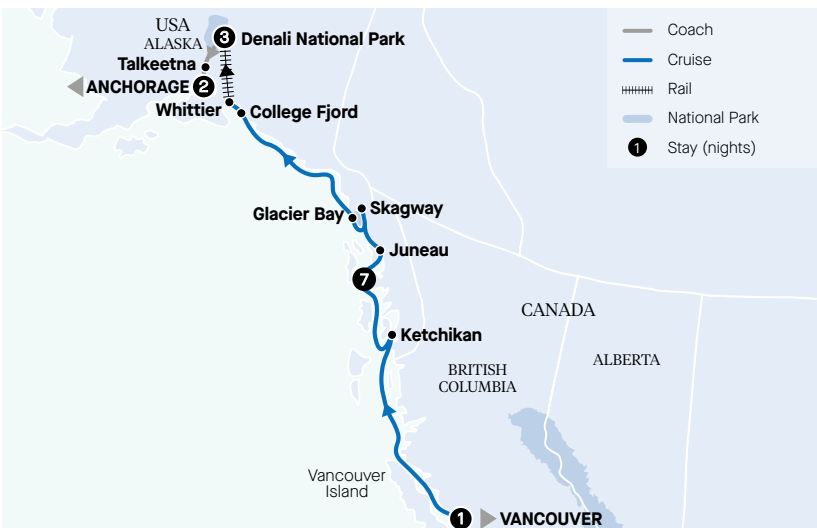 USA
ALASKA
3 Denali National Park
Talkeetna
ANCHORAGE 2
Whittier
College Fjord
Glacier Bay
Skagway
Juneau
7
Ketchikan
CANADA
ALBERTA
BRITISH
COLUMBIA
Vancouver
Island
1 VANCOUVER
Coach
Cruise
Rail
National Park
1 Stay (nights)